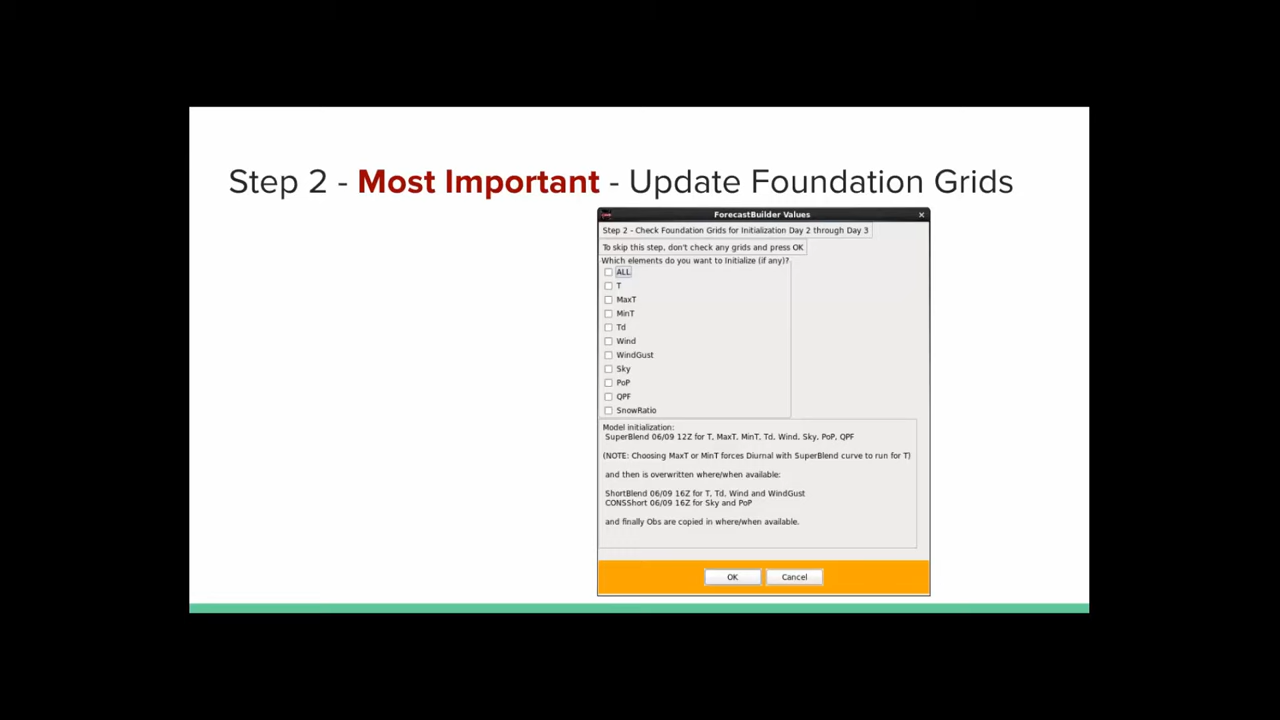 Step 2 - Most Important - Update Foundation Grids
ForecastBuilder Values
Step 2 - Check Foundation Grids for Initialization Day 2 through Day 3
To skip this step, don't check any grids and press OK
Which elements do you want to Initialize (if any)?
ALL
T
MaxT
MinT
Td
Wind
WindGust
Sky
PoP
QPF
SnowRatio
Model initialization:
SuperBlend 06/09 12Z for T, MaxT, MinT, Td, Wind, Sky, PoP, QPF
(NOTE: Choosing MaxT or MinT forces Diurnal with SuperBlend curve to run for T)
and then is overwritten where/when available:
ShortBlend 06/09 16Z for T, Td, Wind and WindGust
CONSShort 06/09 16Z for Sky and PoP
and finally Obs are copied in where/when available.
OK Cancel